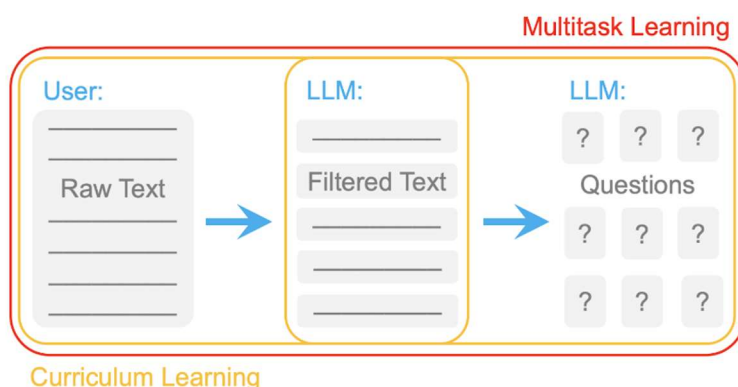 Multitask Learning
User:
LLM:
LLM:
Raw Text
Filtered Text
? ? ?
Questions
? ? ?
? ? ?
Curriculum Learning